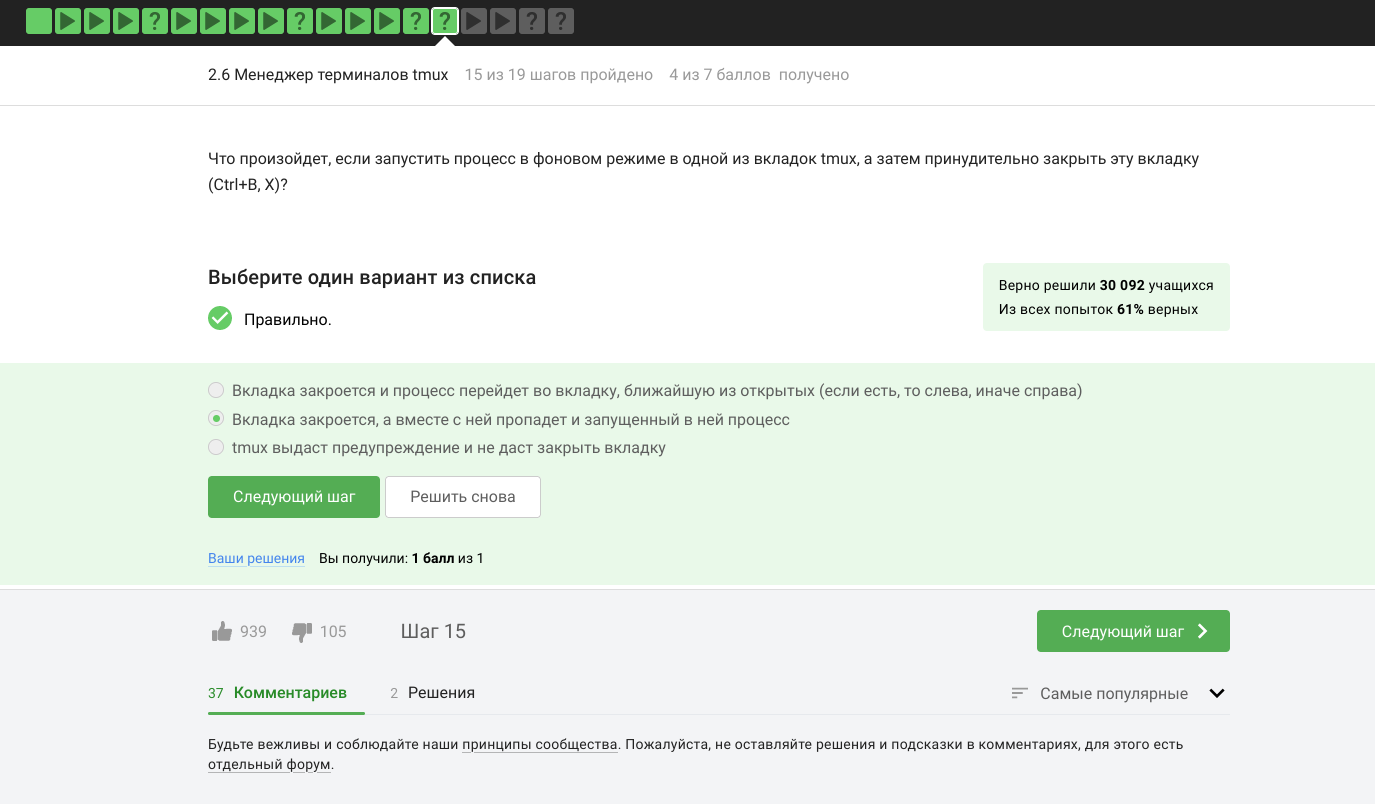 ? ? ? ? ? ?
2.6 Менеджер терминалов tmux 15 из 19 шагов пройдено 4 из 7 баллов получено
Что произойдет, если запустить процесс в фоновом режиме в одной из вкладок tmux, а затем принудительно закрыть эту вкладку
(Ctrl+B, X)?
Выберите один вариант из списка
Правильно.
Верно решили 30 092 учащихся
Из всех попыток 61% верных
Вкладка закроется и процесс перейдет во вкладку, ближайшую из открытых (если есть, то слева, иначе справа)
Вкладка закроется, а вместе с ней пропадет и запущенный в ней процесс
tmux выдаст предупреждение и не даст закрыть вкладку
Следующий шаг Решить снова
Ваши решения Вы получили: 1 балл из 1
939 105 Шаг 15 Следующий шаг
37 Комментариев 2 Решения Самые популярные
Будьте вежливы и соблюдайте наши принципы сообщества. Пожалуйста, не оставляйте решения и подсказки в комментариях, для этого есть
отдельный форум.